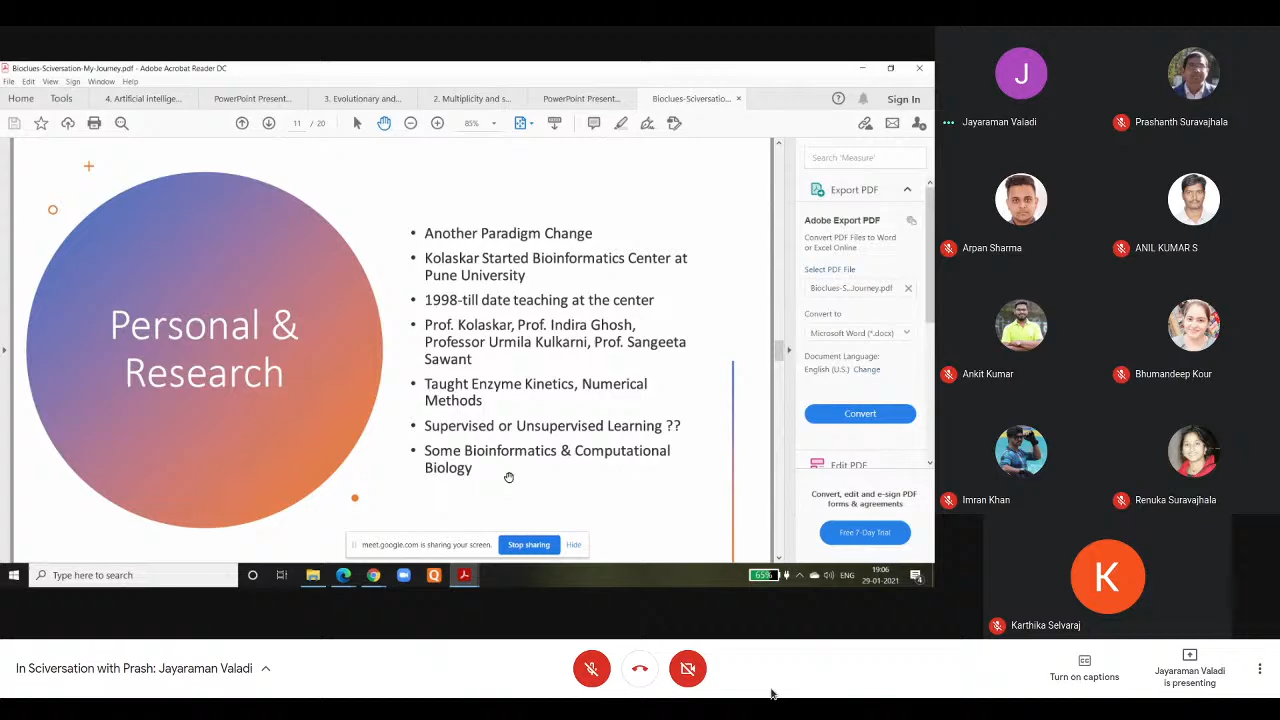 Bioclues-Sciversation-My-Journey.pdf - Adobe Acrobat Reader DC
File Edit View Sign Window Help
Home Tools 4. Artificial Intellige... PowerPoint Present... 3. Evolutionary and... 2. Multiplicity and s... PowerPoint Present... Bioclues-Sciversatio... × Sign In
11 / 20 85%
Personal &
Research
• Another Paradigm Change
• Kolaskar Started Bioinformatics Center at
Pune University
• 1998-till date teaching at the center
• Prof. Kolaskar, Prof. Indira Ghosh,
Professor Urmila Kulkarni, Prof. Sangeeta
Sawant
• Taught Enzyme Kinetics, Numerical
Methods
• Supervised or Unsupervised Learning ??
• Some Bioinformatics & Computational
Biology
Search 'Measure'
Export PDF
Adobe Export PDF
Convert PDF Files to Word
or Excel Online
Select PDF File
Bioclues-S...Journey.pdf
Convert to
Microsoft Word (*.docx)
Document Language:
English (U.S.) Change
Convert
Edit PDF
Convert, edit and e-sign PDF
forms & agreements
Free 7-Day Trial
meet.google.com is sharing your screen. Stop sharing Hide
Type here to search
65% ENG 19:06
29-01-2021
4
J
Jayaraman Valadi
Prashanth Suravajhala
Arpan Sharma
ANIL KUMAR S
Ankit Kumar
Bhumandeep Kour
Imran Khan
Renuka Suravajhala
K
Karthika Selvaraj
In Sciversation with Prash: Jayaraman Valadi
Turn on captions
Jayaraman Valadi
is presenting